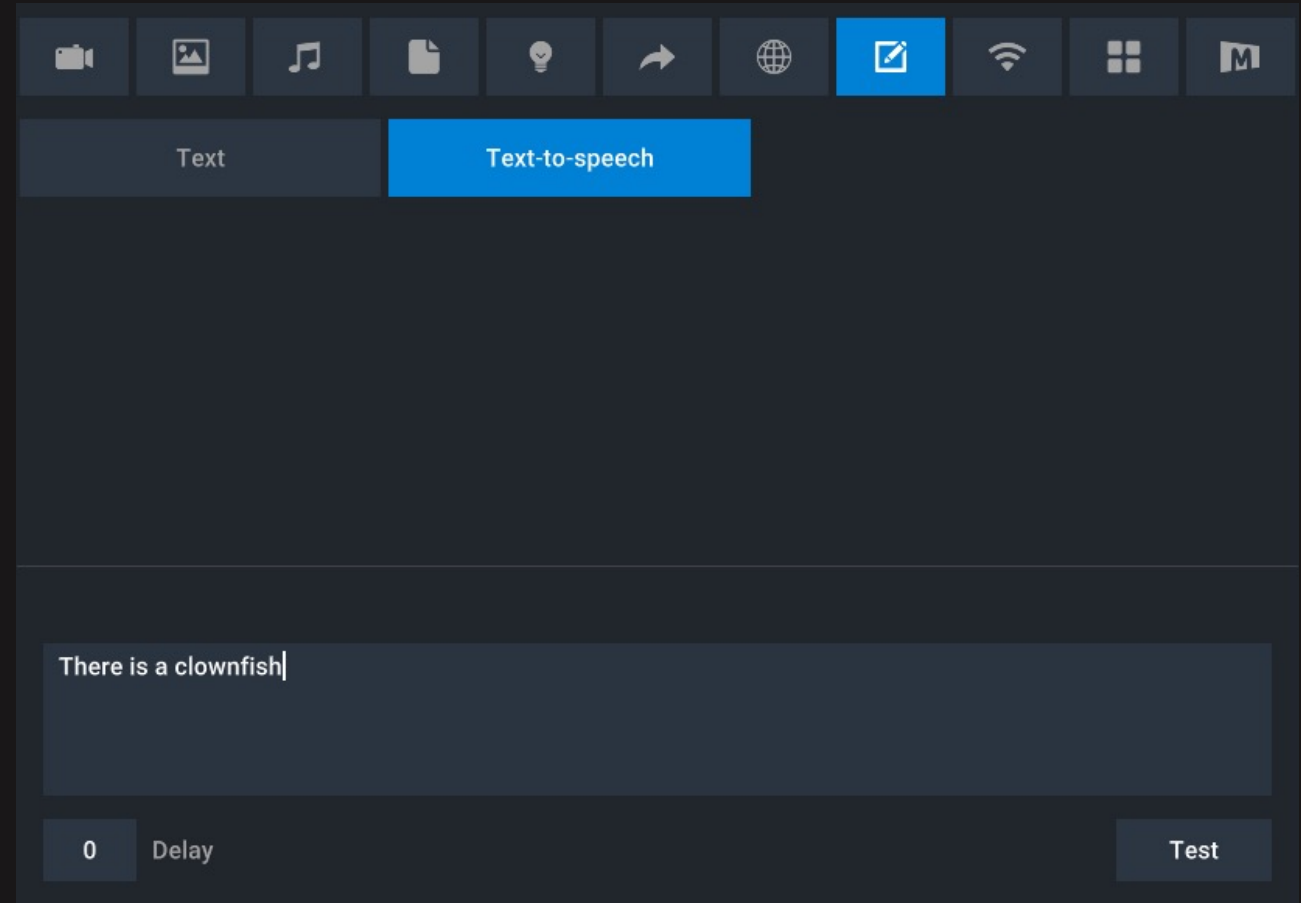 M
Text
Text-to-speech
There is a clownfish
0
Delay
Test